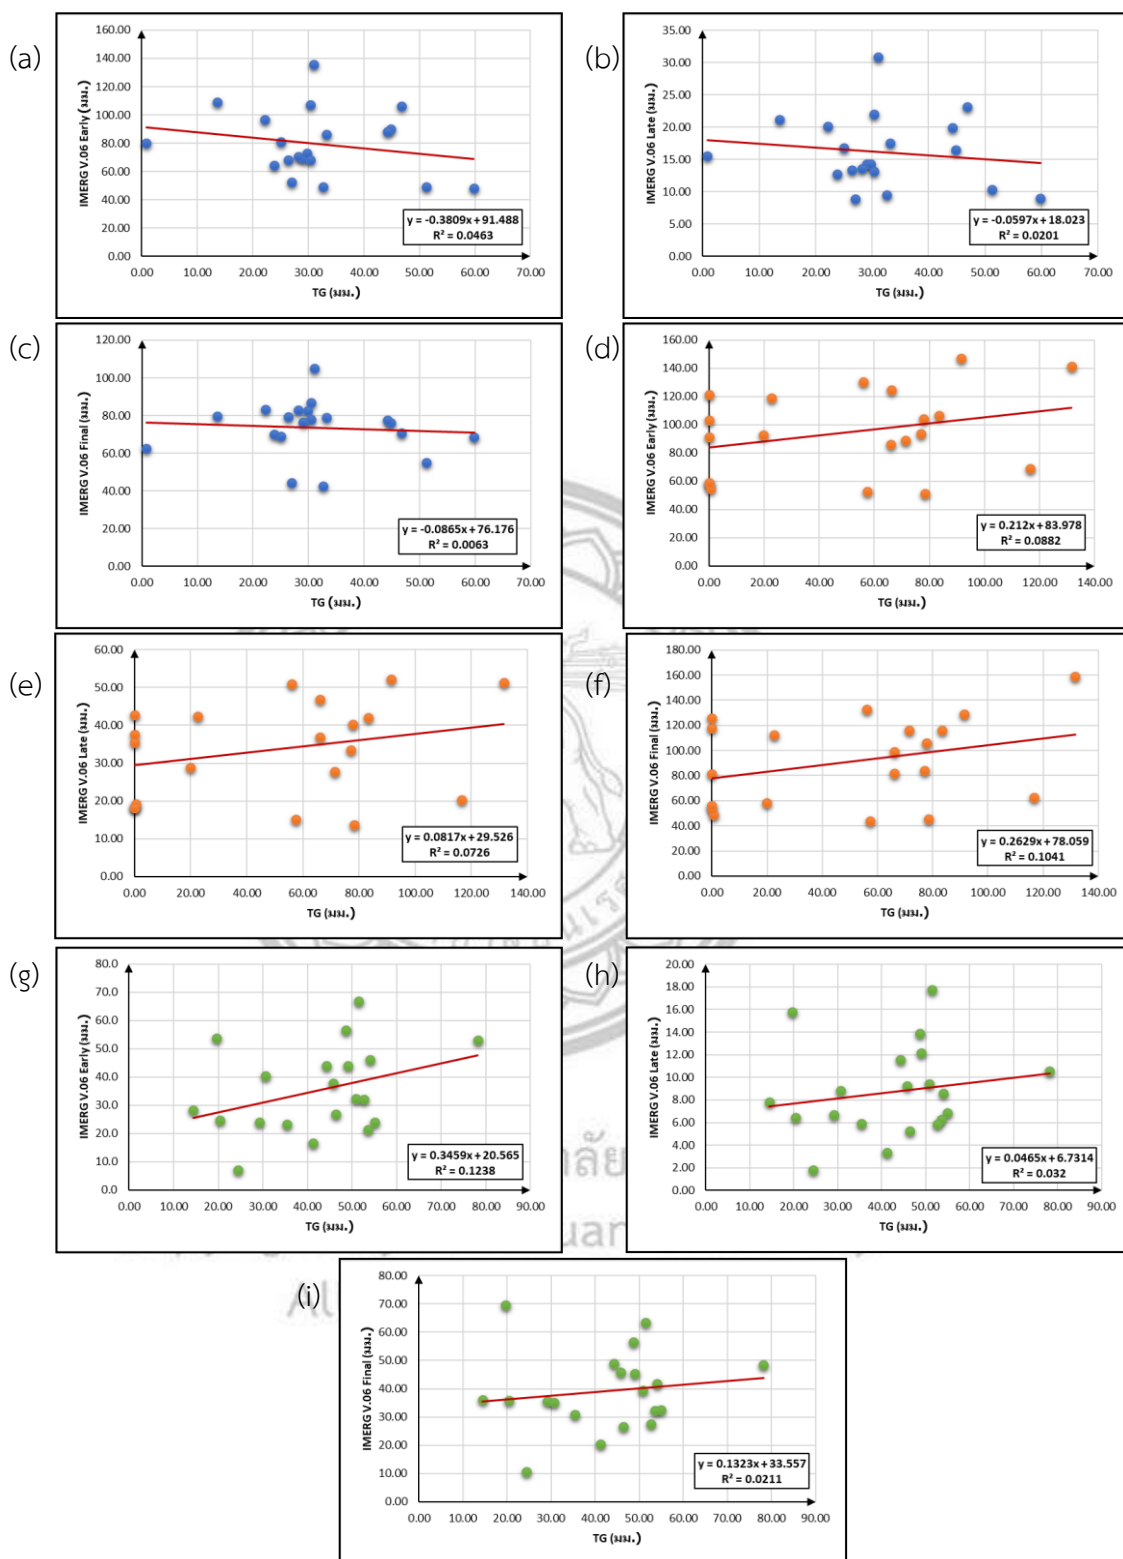 (a)
IMERG V.06 Early (มม.)
160.00
140.00
120.00
100.00
80.00
60.00
40.00
20.00
0.00
0.00 10.00 20.00 30.00 40.00 50.00 60.00 70.00
TG (มม.)
y = -0.3809x + 91.488
R² = 0.0463
(b)
IMERG V.06 Late (มม.)
35.00
30.00
25.00
20.00
15.00
10.00
5.00
0.00
0.00 10.00 20.00 30.00 40.00 50.00 60.00 70.00
TG (มม.)
y = -0.0597x + 18.023
R² = 0.0201
(c)
IMERG V.06 Final (มม.)
120.00
100.00
80.00
60.00
40.00
20.00
0.00
0.00 10.00 20.00 30.00 40.00 50.00 60.00 70.00
TG (มม.)
y = -0.0865x + 76.176
R² = 0.0063
(d)
IMERG V.06 Early (มม.)
160.00
140.00
120.00
100.00
80.00
60.00
40.00
20.00
0.00
0.00 20.00 40.00 60.00 80.00 100.00 120.00 140.00
TG (มม.)
y = 0.212x + 83.978
R² = 0.0882
(e)
IMERG V.06 Late (มม.)
60.00
50.00
40.00
30.00
20.00
10.00
0.00
0.00 20.00 40.00 60.00 80.00 100.00 120.00 140.00
TG (มม.)
y = 0.0817x + 29.526
R² = 0.0726
(f)
IMERG V.06 Final (มม.)
180.00
160.00
140.00
120.00
100.00
80.00
60.00
40.00
20.00
0.00
0.00 20.00 40.00 60.00 80.00 100.00 120.00 140.00
TG (มม.)
y = 0.2629x + 78.059
R² = 0.1041
(g)
IMERG V.06 Early (มม.)
80.0
70.0
60.0
50.0
40.0
30.0
20.0
10.0
0.0
0.00 10.00 20.00 30.00 40.00 50.00 60.00 70.00 80.00 90.00
TG (มม.)
y = 0.3459x + 20.565
R² = 0.1238
(h)
IMERG V.06 Late (มม.)
20.00
18.00
16.00
14.00
12.00
10.00
8.00
6.00
4.00
2.00
0.00
0.00 10.00 20.00 30.00 40.00 50.00 60.00 70.00 80.00 90.00
TG (มม.)
y = 0.0465x + 6.7314
R² = 0.032
(i)
IMERG V.06 Final (มม.)
80.00
70.00
60.00
50.00
40.00
30.00
20.00
10.00
0.00
0.00 10.00 20.00 30.00 40.00 50.00 60.00 70.00 80.00 90.00
TG (มม.)
y = 0.1323x + 33.557
R² = 0.0211